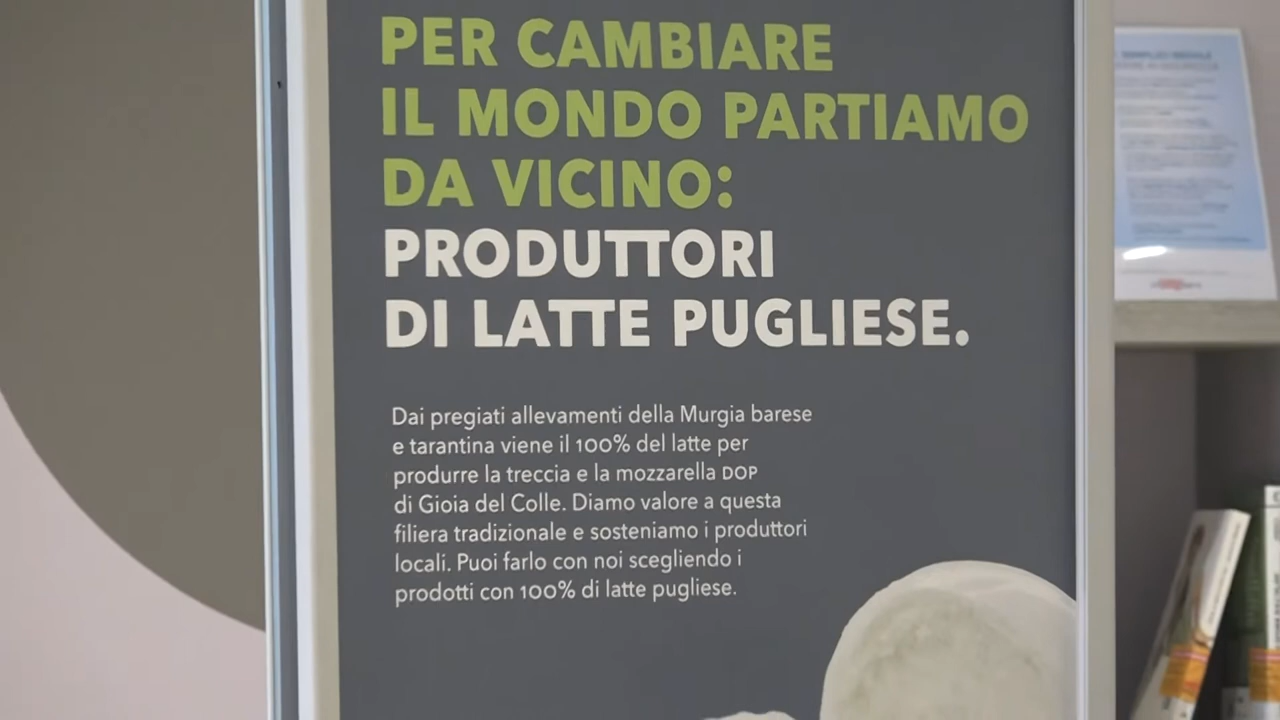 PER CAMBIARE
IL MONDO PARTIAMO
DA VICINO:
PRODUTTORI
DI LATTE PUGLIESE.
Dai pregiati allevamenti della Murgia barese
e tarantina viene il 100% del latte per
produrre la treccia e la mozzarella DOP
di Gioia del Colle. Diamo valore a questa
filiera tradizionale e sosteniamo i produttori
locali. Puoi farlo con noi scegliendo i
prodotti con 100% di latte pugliese.